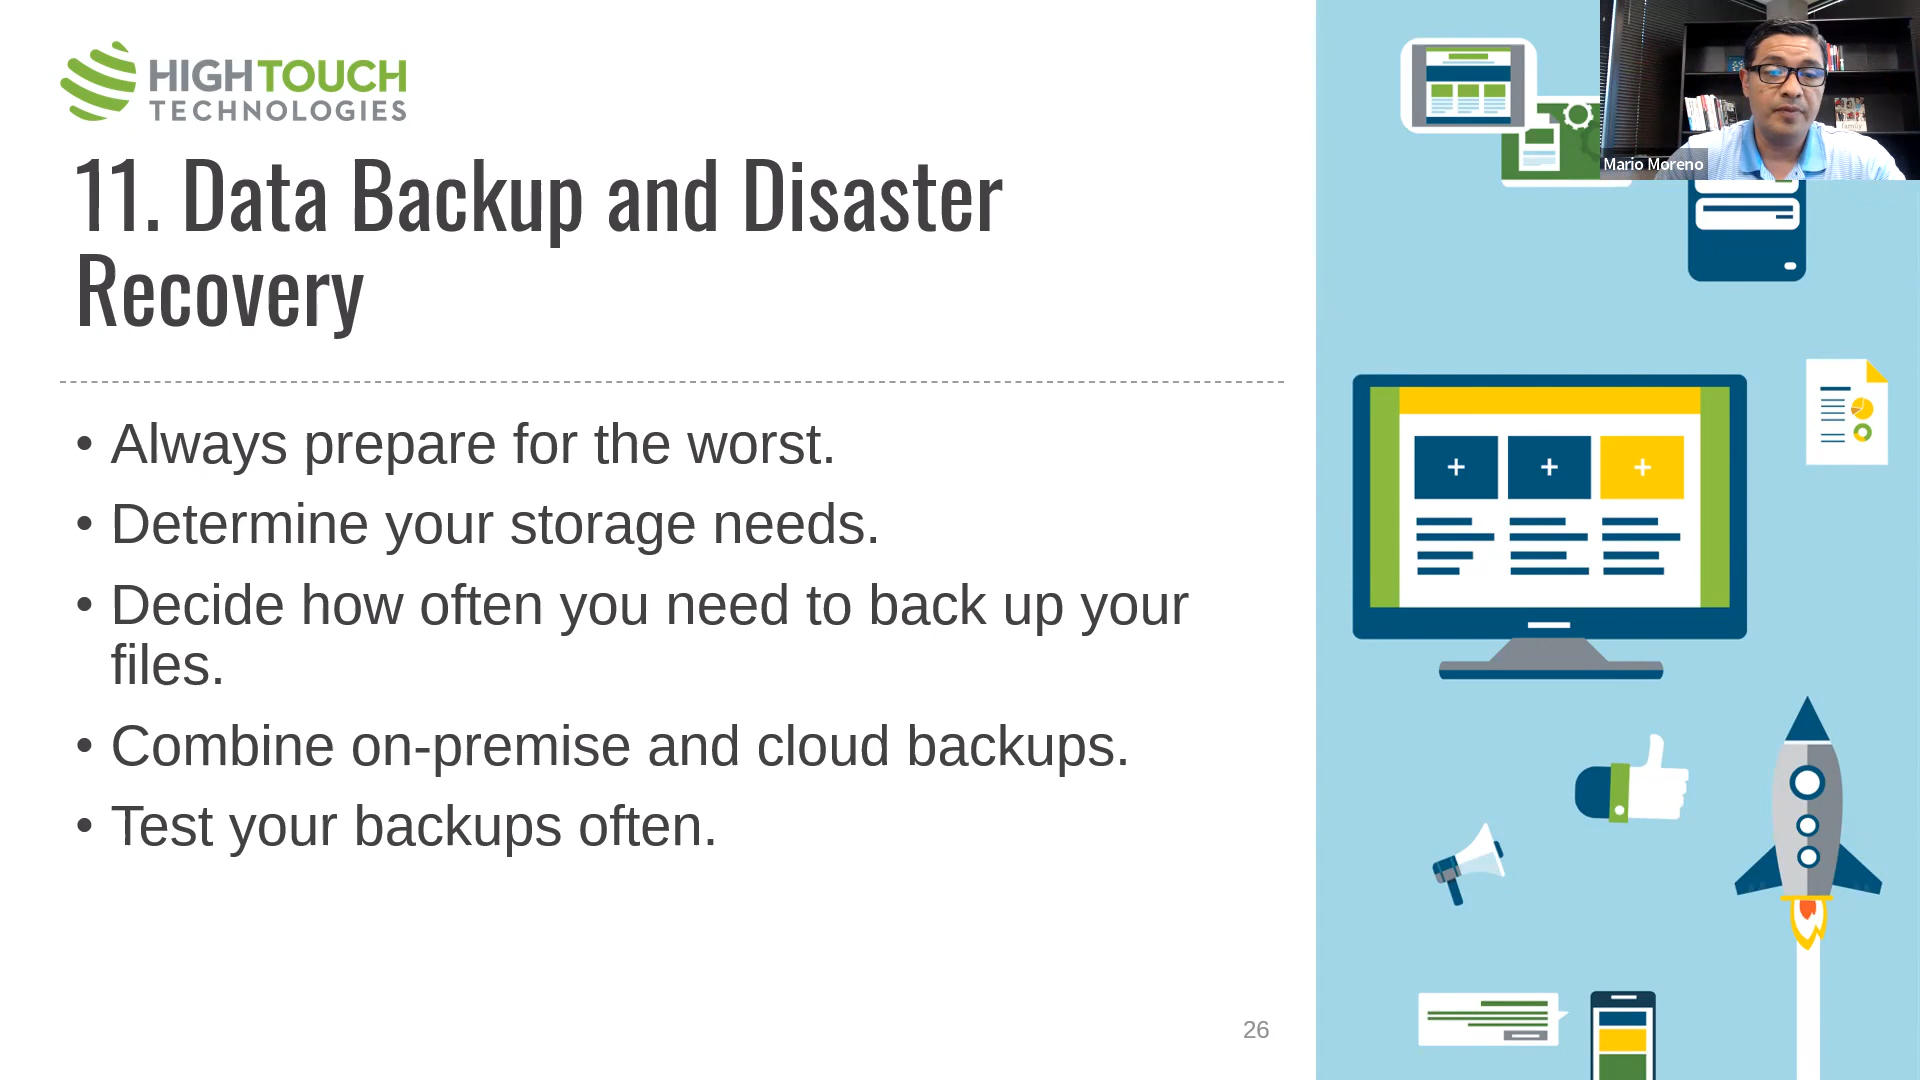 HIGHTOUCH
TECHNOLOGIES
11. Data Backup and Disaster
Recovery
• Always prepare for the worst.
• Determine your storage needs.
• Decide how often you need to back up your
files.
• Combine on-premise and cloud backups.
• Test your backups often.
26
Mario Moreno
family